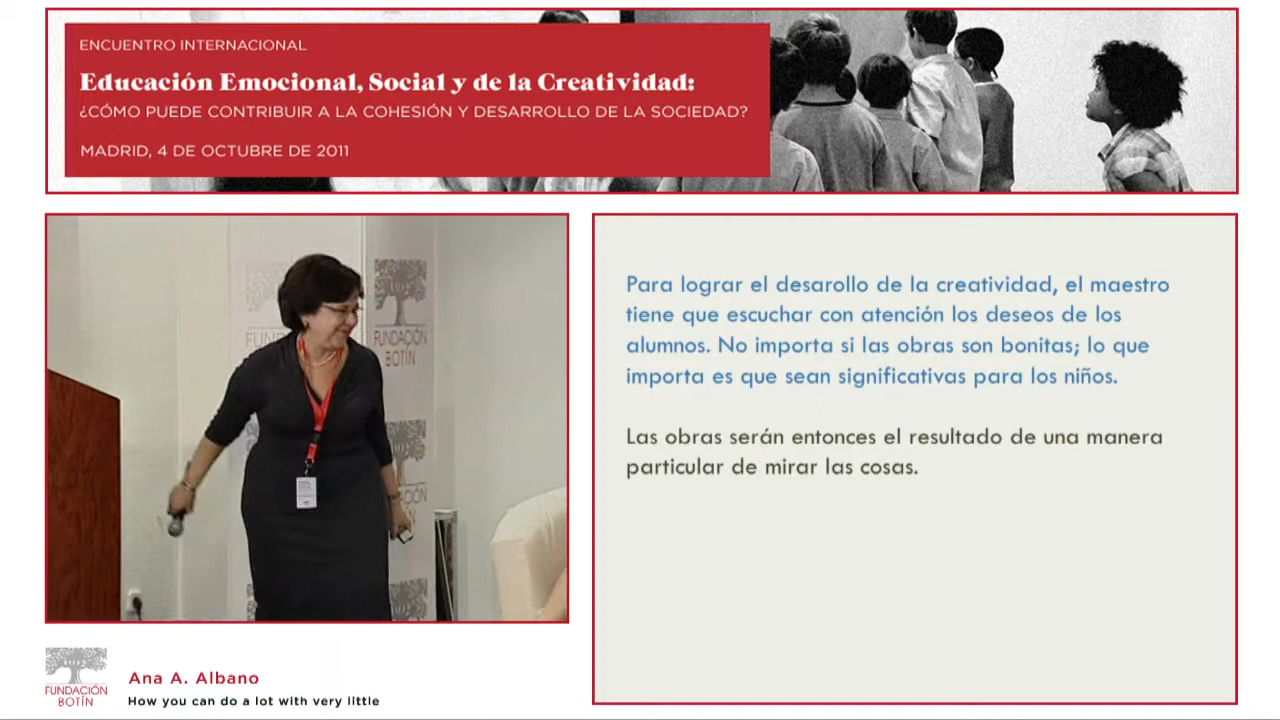 ENCUENTRO INTERNACIONAL
Educación Emocional, Social y de la Creatividad:
¿CÓMO PUEDE CONTRIBUIR A LA COHESIÓN Y DESARROLLO DE LA SOCIEDAD?
MADRID, 4 DE OCTUBRE DE 2011
FUNDACIÓN
BOTÍN
Para lograr el desarollo de la creatividad, el maestro
tiene que escuchar con atención los deseos de los
alumnos. No importa si las obras son bonitas; lo que
importa es que sean significativas para los niños.
Las obras serán entonces el resultado de una manera
particular de mirar las cosas.
FUNDACIÓN
BOTÍN
Ana A. Albano
How you can do a lot with very little